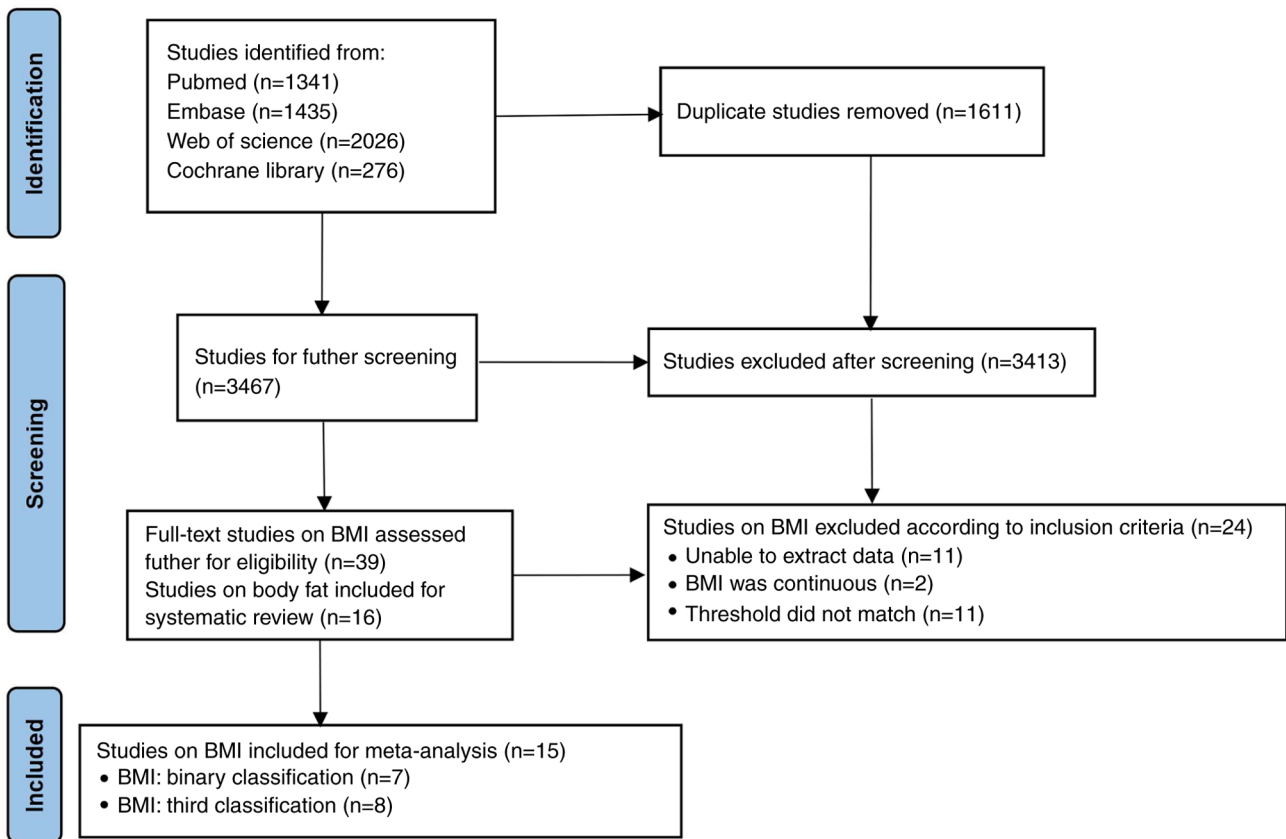 Identification
Studies identified from:
Pubmed (n=1341)
Embase (n=1435)
Web of science (n=2026)
Cochrane library (n=276)
Duplicate studies removed (n=1611)
Screening
Studies for futher screening
(n=3467)
Studies excluded after screening (n=3413)
Full-text studies on BMI assessed
futher for eligibility (n=39)
Studies on body fat included for
systematic review (n=16)
Studies on BMI excluded according to inclusion criteria (n=24)
• Unable to extract data (n=11)
• BMI was continuous (n=2)
• Threshold did not match (n=11)
Included
Studies on BMI included for meta-analysis (n=15)
• BMI: binary classification (n=7)
• BMI: third classification (n=8)